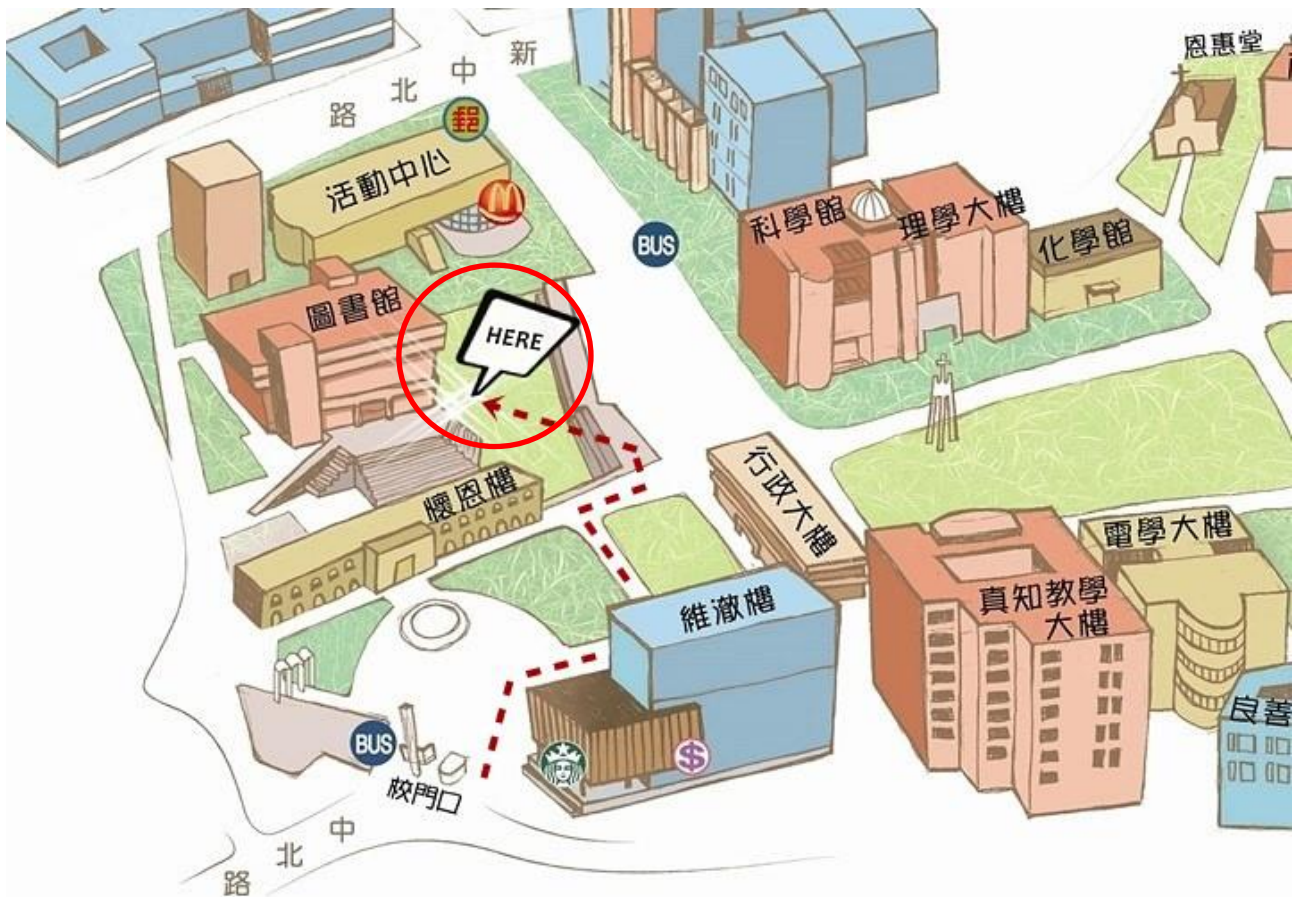 恩惠堂
新
中
北
路
郵
活動中心
M
BUS
科學館
理學大樓
化學館
圖書館
HERE
懷恩樓
行政大樓
電學大樓
維澈樓
真知教學
大樓
良善
BUS
$
校門口
中
北
路